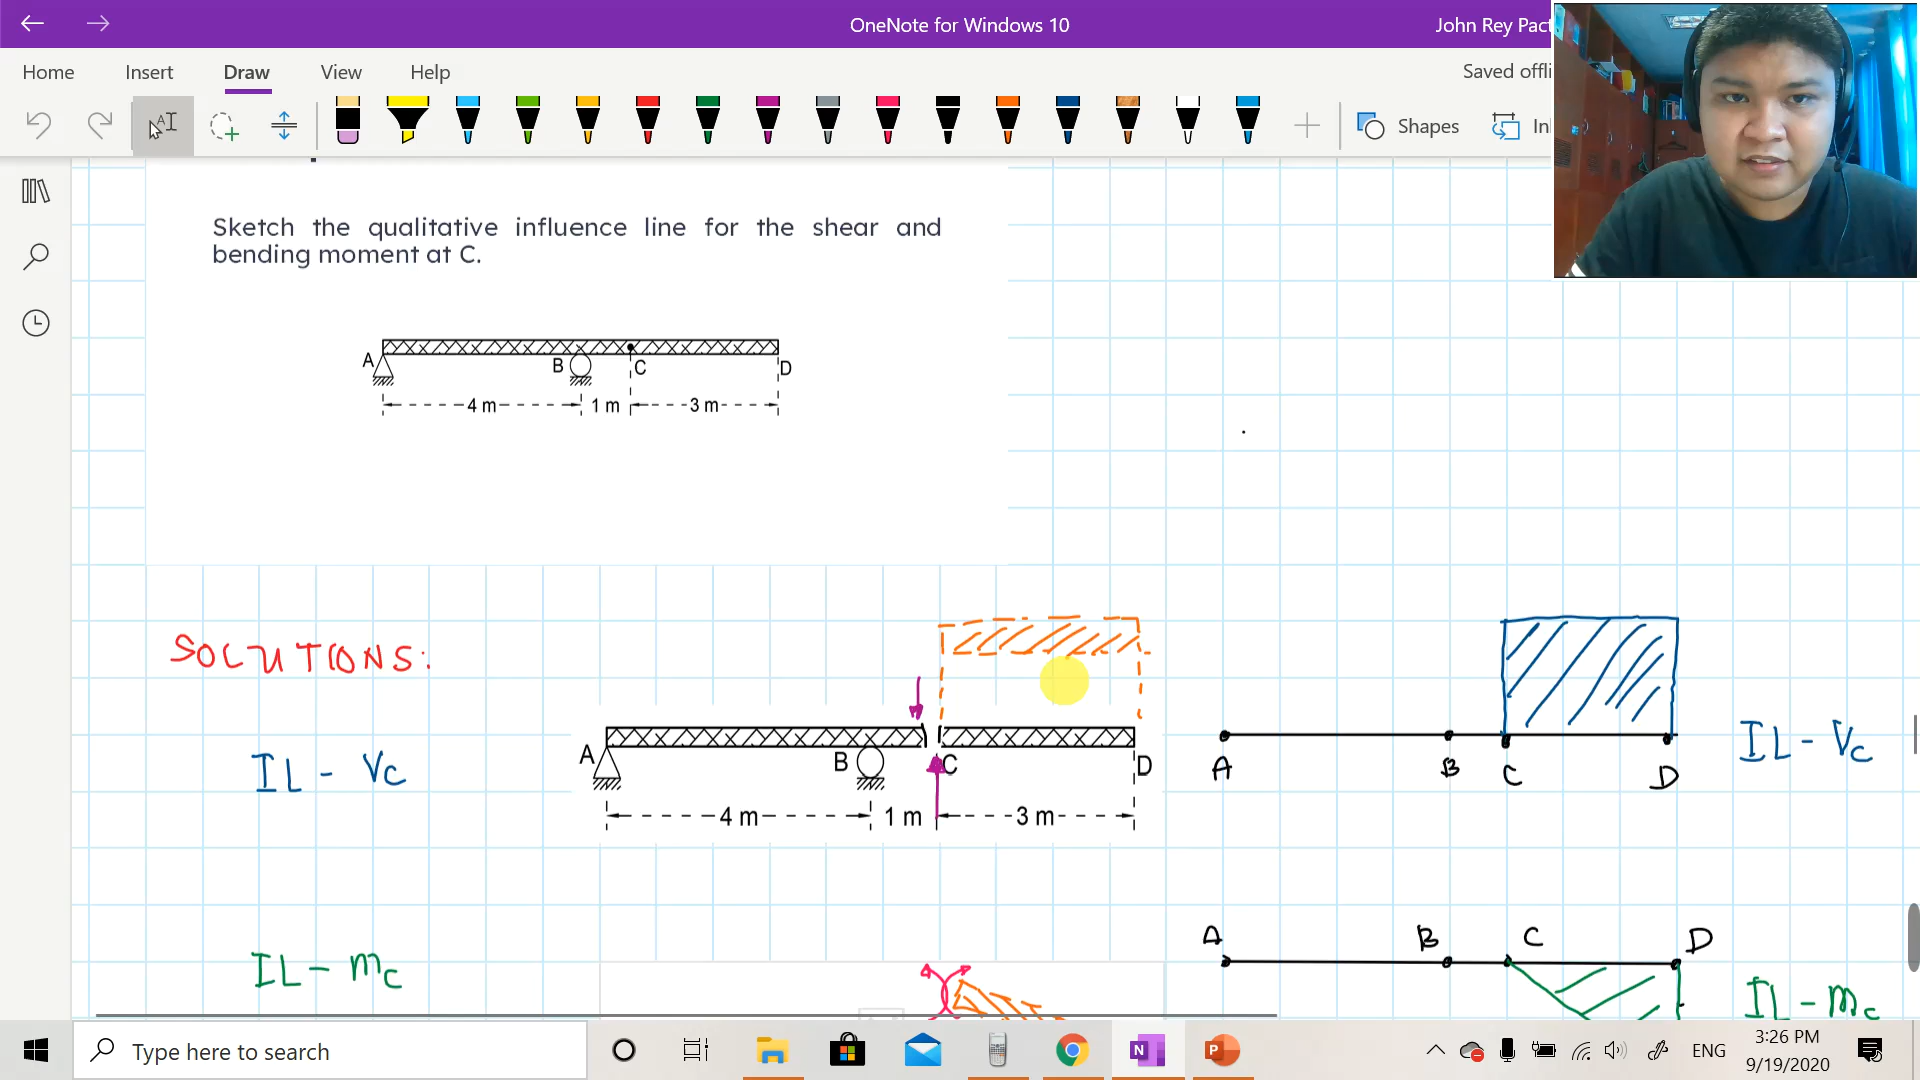 OneNote for Windows 10
John Rey Pact
Home Insert Draw View Help
Saved offli
Shapes
In
Sketch the qualitative influence line for the shear and
bending moment at C.
A B C D
4 m 1 m 3 m
SOLUTIONS:
IL - Vc
A B C D
4 m 1 m 3 m
A B C D
IL - Vc
IL - Mc
A B C D
IL - Mc
Type here to search
ENG
3:26 PM
9/19/2020